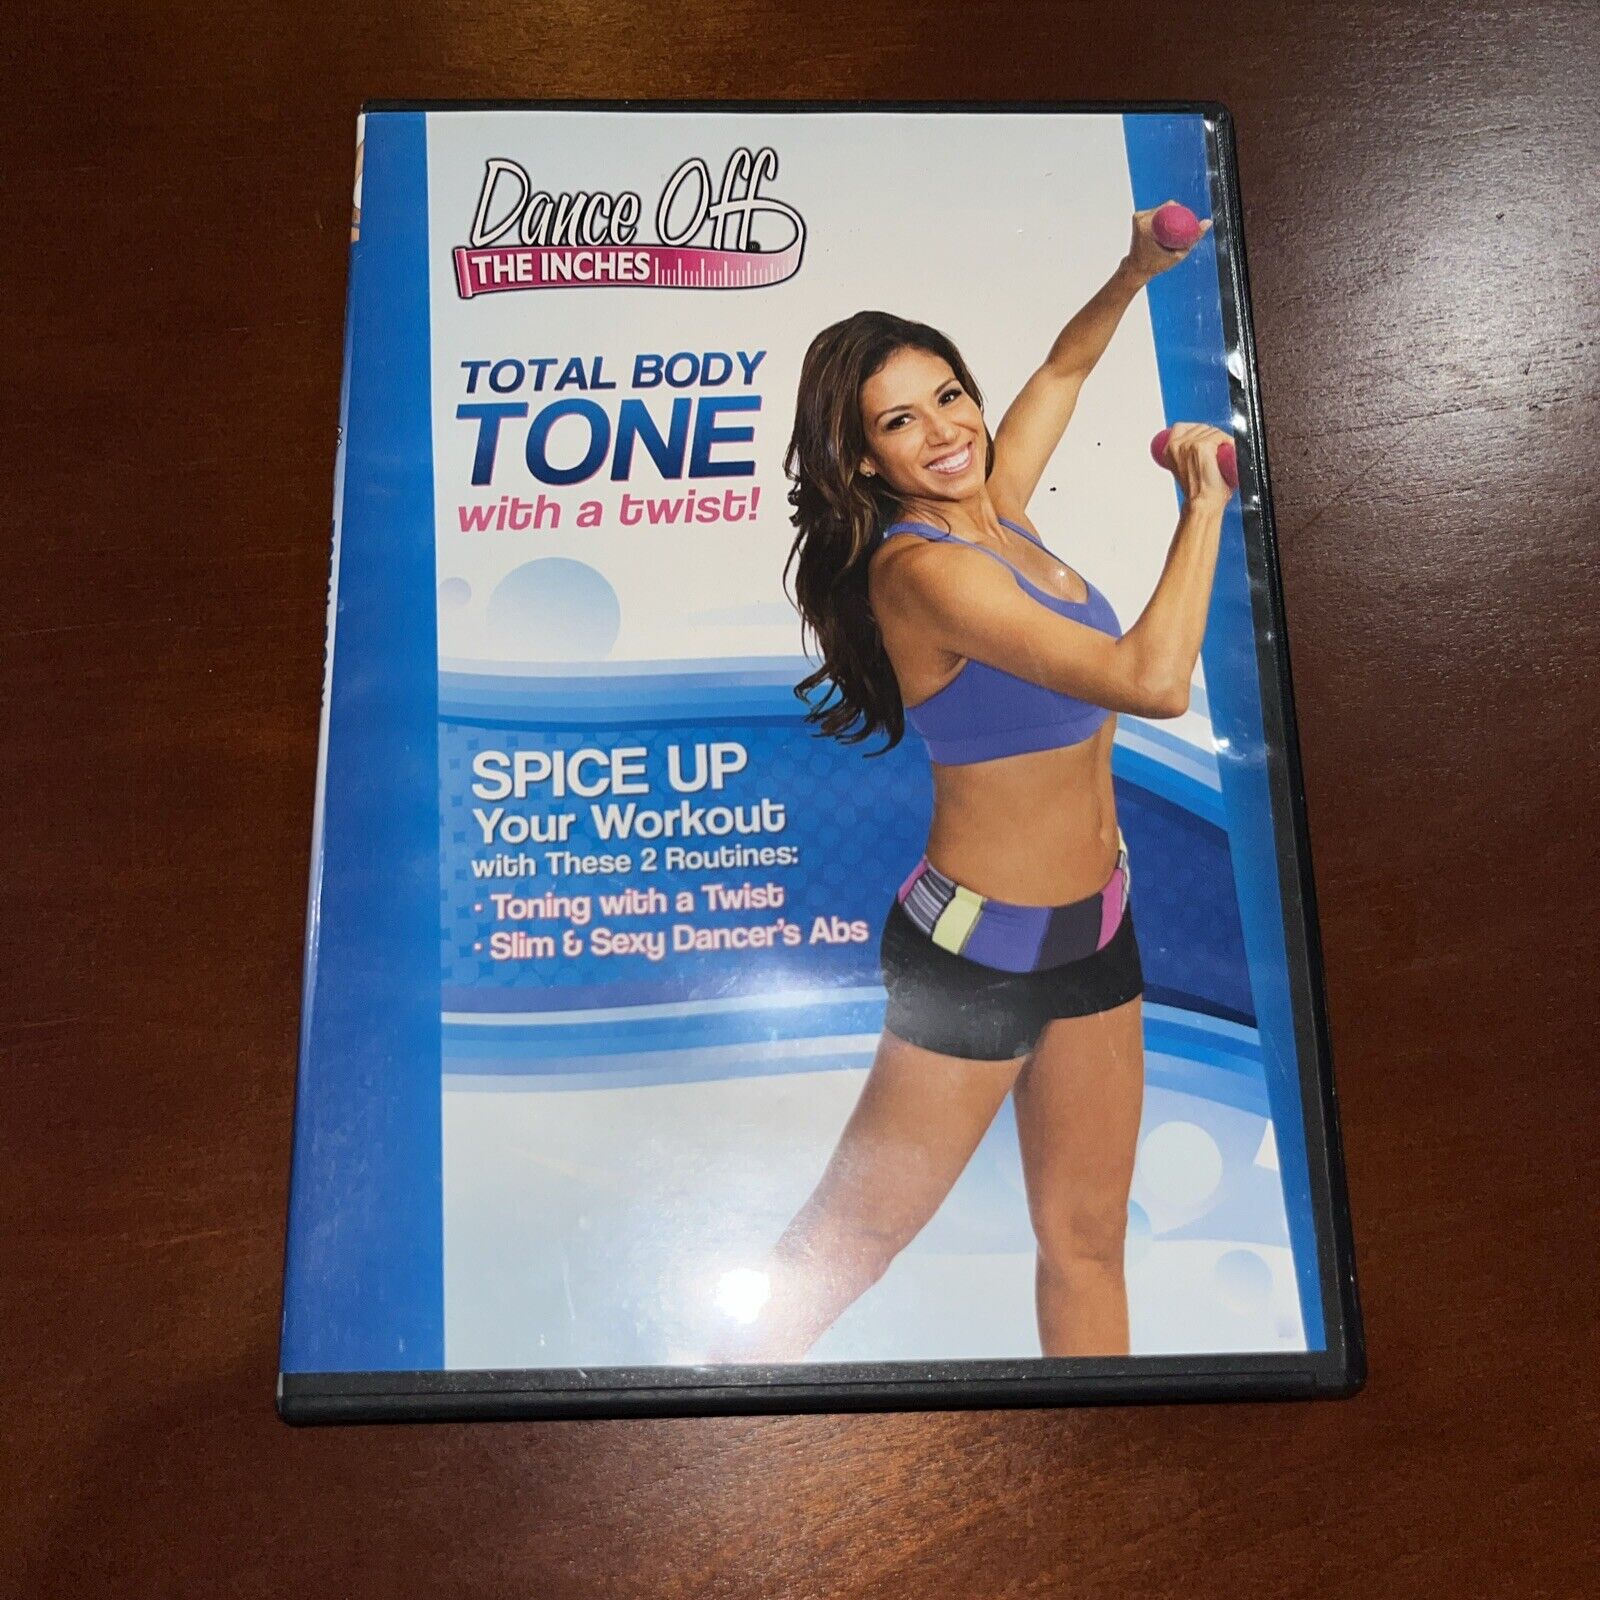 Dance Off
THE INCHES
TOTAL BODY
TONE
with a twist!
SPICE UP
Your Workout
with These 2 Routines:
· Toning with a Twist
· Slim & Sexy Dancer's Abs